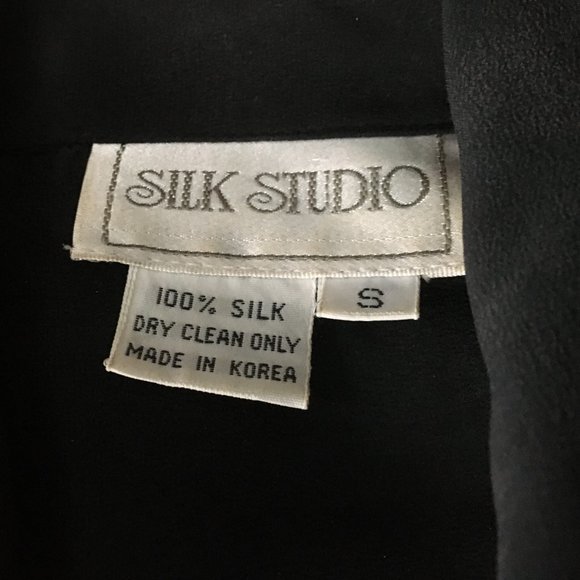 SILK STUDIO
100% SILK
DRY CLEAN ONLY
MADE IN KOREA
S